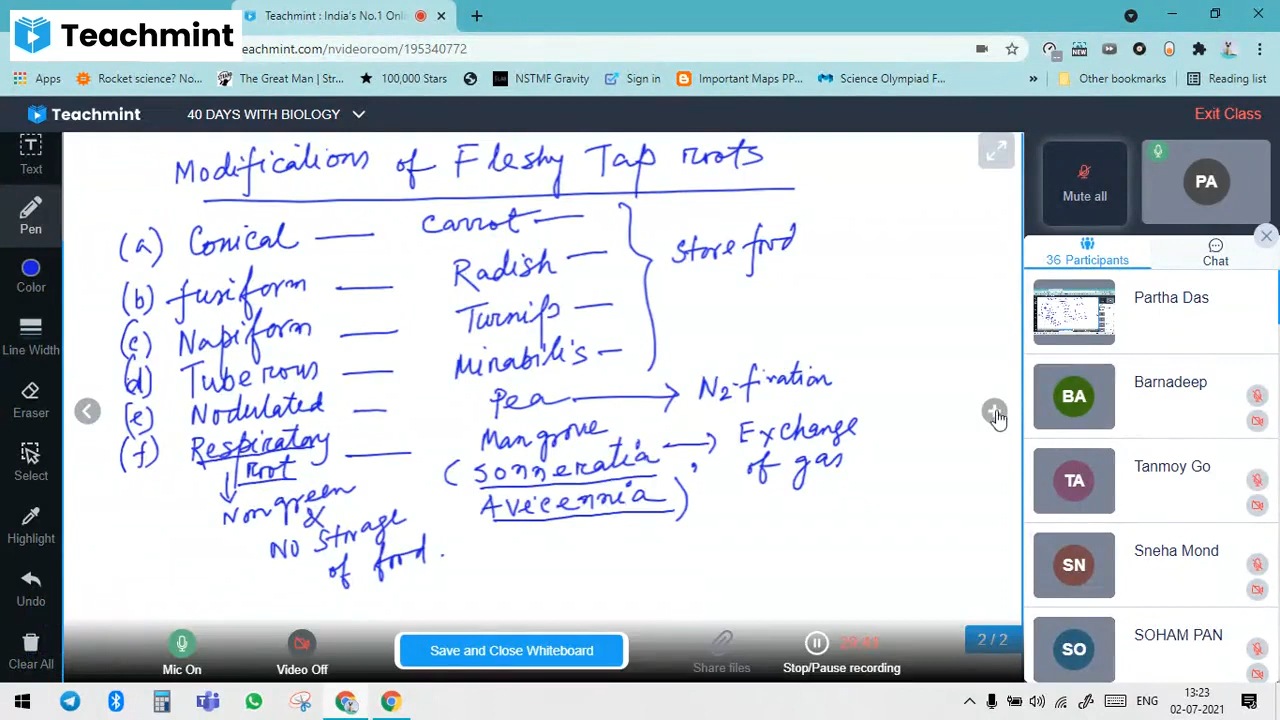 Teachmint : India's No.1 Onl
Teachmint
eachmint.com/nvideoroom/195340772
NEW
Apps
Rocket science? No...
The Great Man | Str...
100,000 Stars
NSTMF Gravity
Sign in
Important Maps PP...
Science Olympiad F...
»
Other bookmarks
Reading list
Teachmint
40 DAYS WITH BIOLOGY
Exit Class
Text
Pen
Color
Line Width
Eraser
Select
Highlight
Undo
Clear All
Modifications of Fleshy Tap roots
(a) Conical — Carrot —
(b) fusiform — Radish —
Store food
(c) Napiform — Turnip —
(d) Tuberous — Mirabilis —
(e) Nodulated — Pea → N2-fixation
(f) Respiratory root — Mangrove
(Sonneratia → Exchange
of gas
Avicennia)
Non green
&
No Storage
of food.
Mute all
PA
36 Participants
Chat
Partha Das
BA
Barnadeep
TA
Tanmoy Go
SN
Sneha Mond
SO
SOHAM PAN
Mic On
Video Off
Save and Close Whiteboard
Share files
Stop/Pause recording
2 / 2
ENG
13:23
02-07-2021